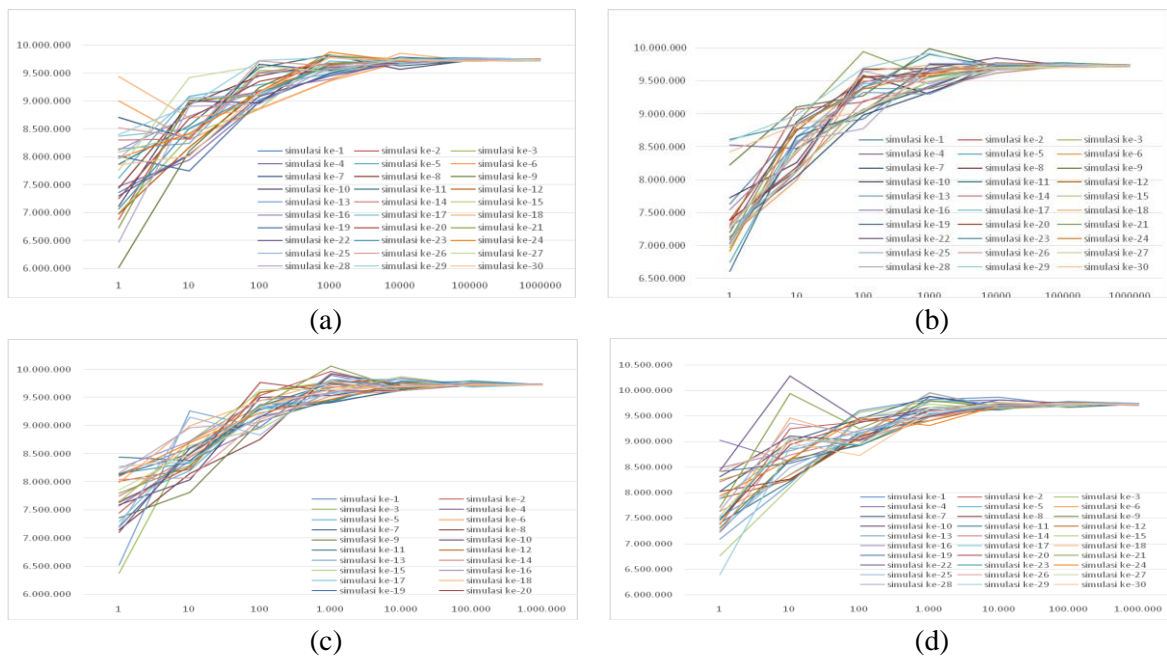 10.000.000
9.500.000
9.000.000
8.500.000
8.000.000
7.500.000
7.000.000
6.500.000
6.000.000
simulasi ke-1 simulasi ke-2 simulasi ke-3
simulasi ke-4 simulasi ke-5 simulasi ke-6
simulasi ke-7 simulasi ke-8 simulasi ke-9
simulasi ke-10 simulasi ke-11 simulasi ke-12
simulasi ke-13 simulasi ke-14 simulasi ke-15
simulasi ke-16 simulasi ke-17 simulasi ke-18
simulasi ke-19 simulasi ke-20 simulasi ke-21
simulasi ke-22 simulasi ke-23 simulasi ke-24
simulasi ke-25 simulasi ke-26 simulasi ke-27
simulasi ke-28 simulasi ke-29 simulasi ke-30
1 10 100 1000 10000 100000 1000000
(a)
10.000.000
9.500.000
9.000.000
8.500.000
8.000.000
7.500.000
7.000.000
6.500.000
simulasi ke-1 simulasi ke-2 simulasi ke-3
simulasi ke-4 simulasi ke-5 simulasi ke-6
simulasi ke-7 simulasi ke-8 simulasi ke-9
simulasi ke-10 simulasi ke-11 simulasi ke-12
simulasi ke-13 simulasi ke-14 simulasi ke-15
simulasi ke-16 simulasi ke-17 simulasi ke-18
simulasi ke-19 simulasi ke-20 simulasi ke-21
simulasi ke-22 simulasi ke-23 simulasi ke-24
simulasi ke-25 simulasi ke-26 simulasi ke-27
simulasi ke-28 simulasi ke-29 simulasi ke-30
1 10 100 1000 10000 100000 1000000
(b)
10.000.000
9.500.000
9.000.000
8.500.000
8.000.000
7.500.000
7.000.000
6.500.000
6.000.000
simulasi ke-1 simulasi ke-2
simulasi ke-3 simulasi ke-4
simulasi ke-5 simulasi ke-6
simulasi ke-7 simulasi ke-8
simulasi ke-9 simulasi ke-10
simulasi ke-11 simulasi ke-12
simulasi ke-13 simulasi ke-14
simulasi ke-15 simulasi ke-16
simulasi ke-17 simulasi ke-18
simulasi ke-19 simulasi ke-20
1 10 100 1.000 10.000 100.000 1.000.000
(c)
10.500.000
10.000.000
9.500.000
9.000.000
8.500.000
8.000.000
7.500.000
7.000.000
6.500.000
6.000.000
simulasi ke-1 simulasi ke-2 simulasi ke-3
simulasi ke-4 simulasi ke-5 simulasi ke-6
simulasi ke-7 simulasi ke-8 simulasi ke-9
simulasi ke-10 simulasi ke-11 simulasi ke-12
simulasi ke-13 simulasi ke-14 simulasi ke-15
simulasi ke-16 simulasi ke-17 simulasi ke-18
simulasi ke-19 simulasi ke-20 simulasi ke-21
simulasi ke-22 simulasi ke-23 simulasi ke-24
simulasi ke-25 simulasi ke-26 simulasi ke-27
simulasi ke-28 simulasi ke-29 simulasi ke-30
1 10 100 1.000 10.000 100.000 1.000.000
(d)